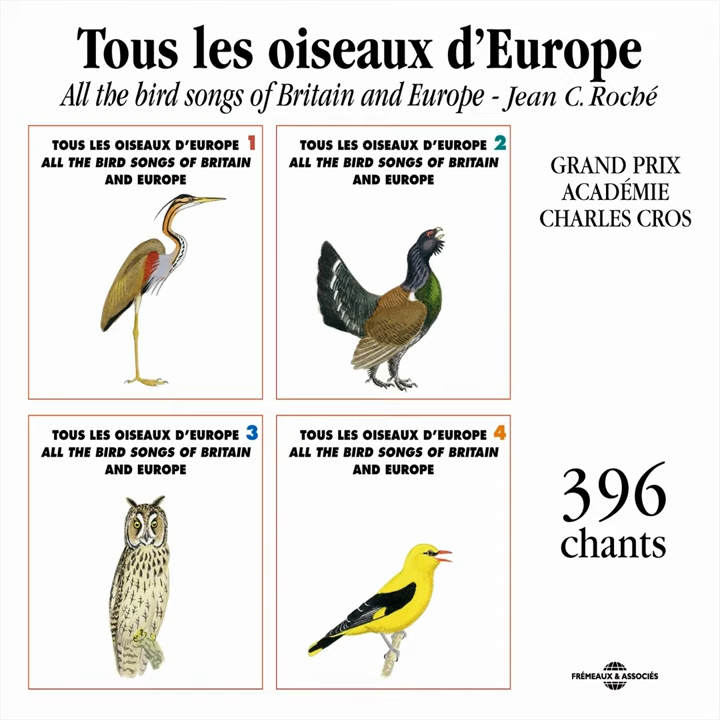 Tous les oiseaux d'Europe
All the bird songs of Britain and Europe - Jean C. Roché
TOUS LES OISEAUX D'EUROPE 1
ALL THE BIRD SONGS OF BRITAIN
AND EUROPE
TOUS LES OISEAUX D'EUROPE 2
ALL THE BIRD SONGS OF BRITAIN
AND EUROPE
GRAND PRIX
ACADÉMIE
CHARLES CROS
TOUS LES OISEAUX D'EUROPE 3
ALL THE BIRD SONGS OF BRITAIN
AND EUROPE
TOUS LES OISEAUX D'EUROPE 4
ALL THE BIRD SONGS OF BRITAIN
AND EUROPE
396
chants
FRÉMEAUX & ASSOCIÉS